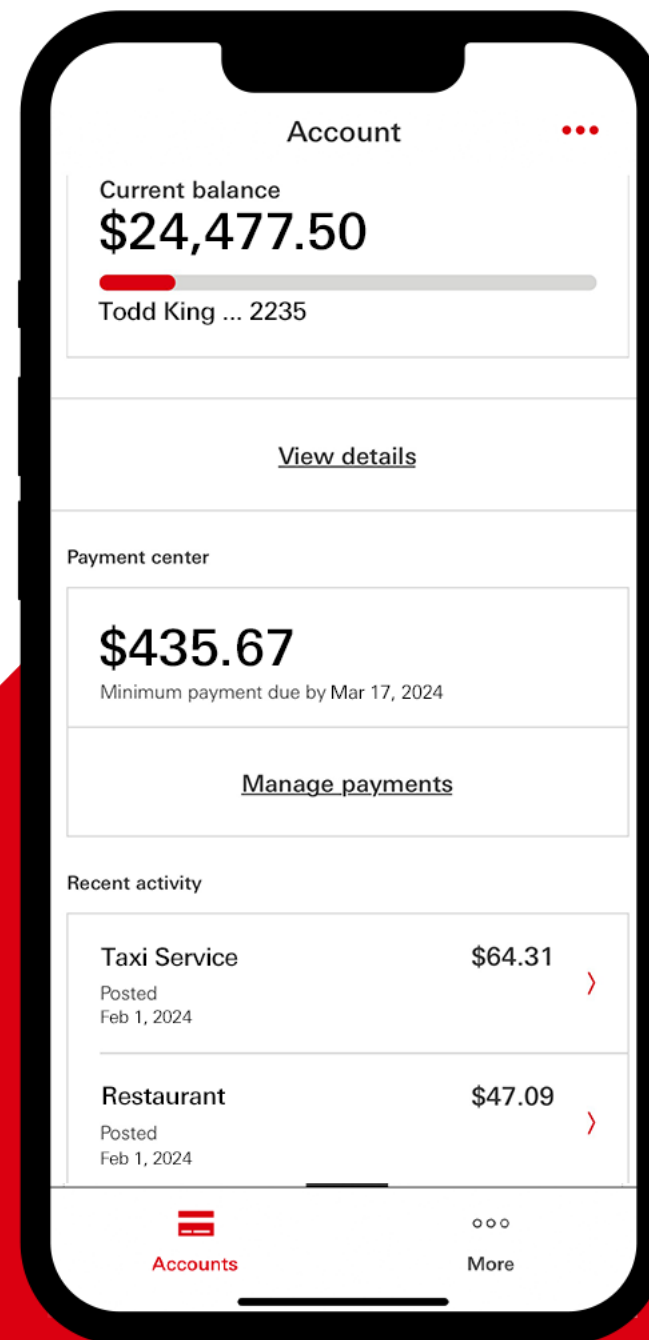 Account
Current balance
$24,477.50
Todd King ... 2235
View details
Payment center
$435.67
Minimum payment due by Mar 17, 2024
Manage payments
Recent activity
Taxi Service $64.31
Posted
Feb 1, 2024
Restaurant $47.09
Posted
Feb 1, 2024
Accounts More